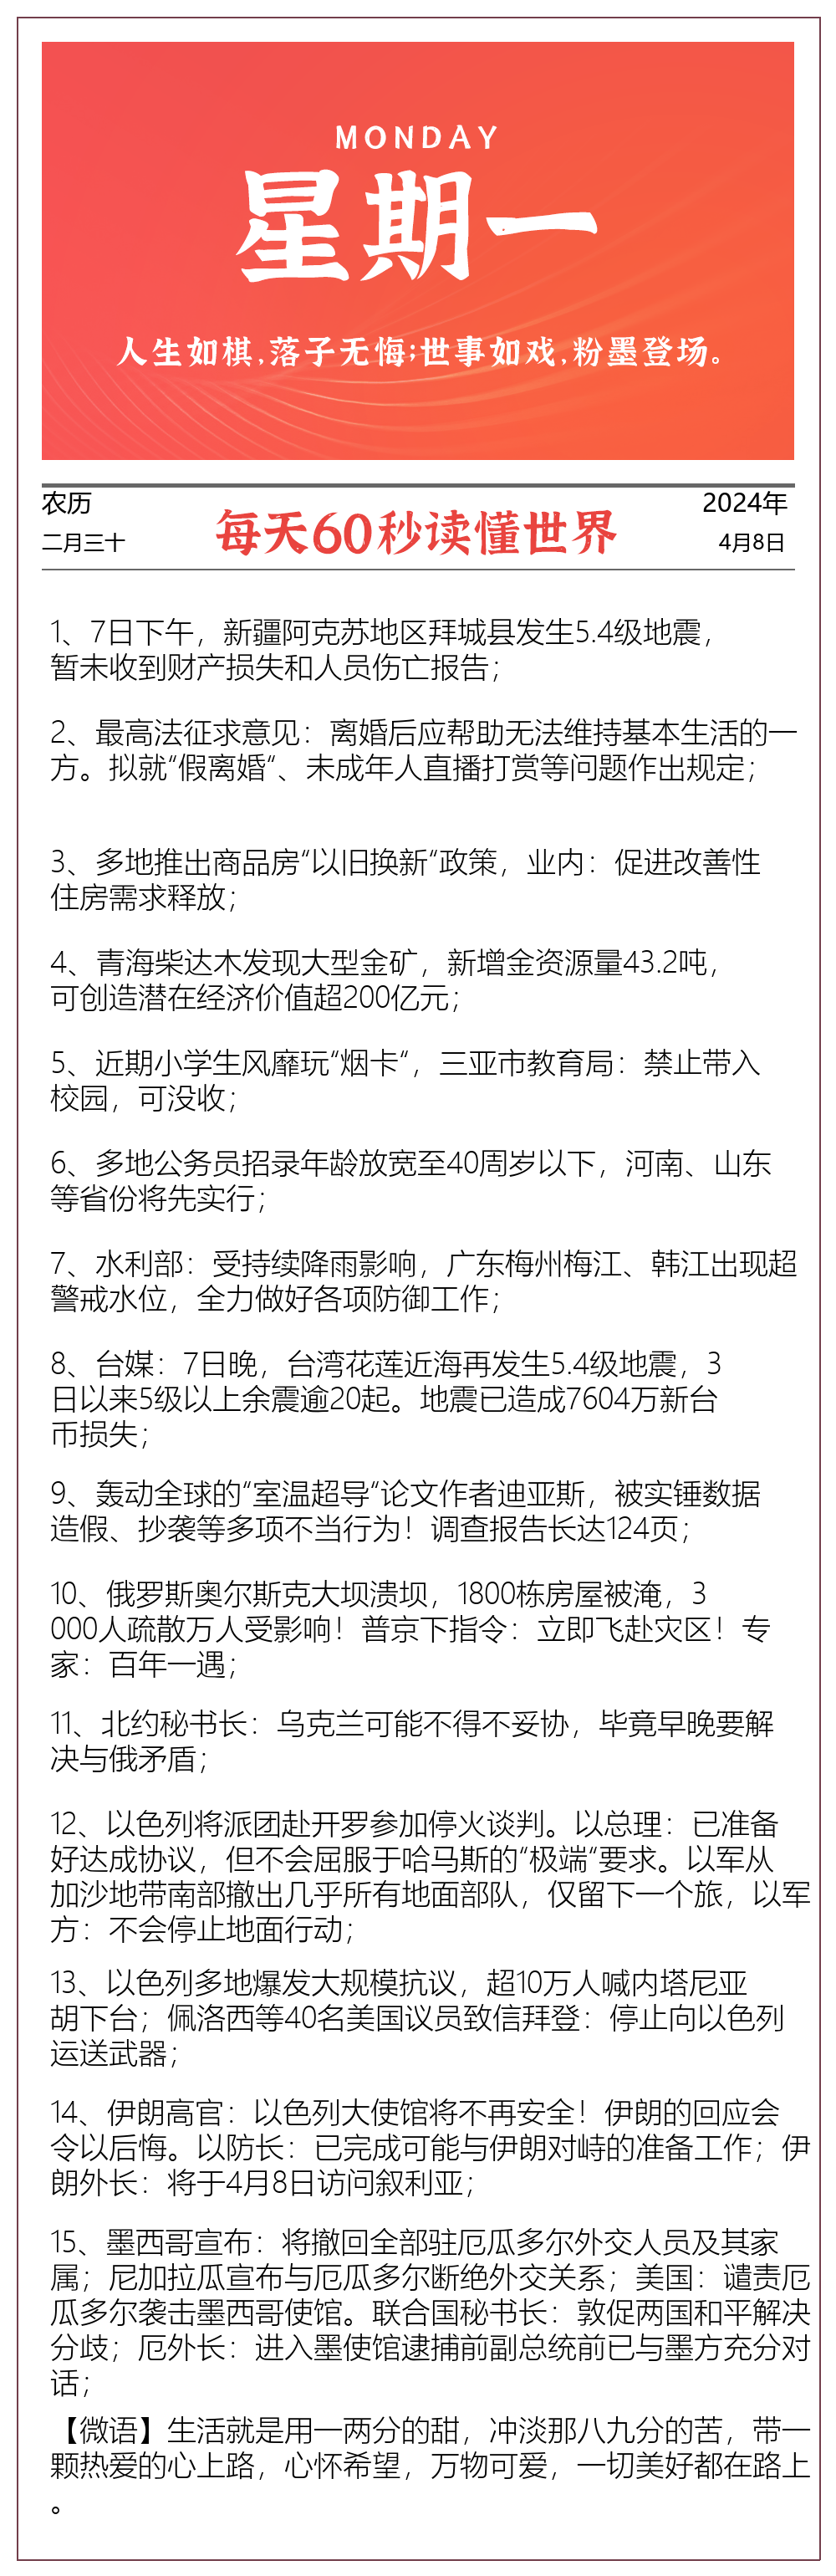 MONDAY
星期一
人生如棋,落子无悔;世事如戏,粉墨登场。
农历
二月三十
每天60秒读懂世界
2024年
4月8日
1、7日下午，新疆阿克苏地区拜城县发生5.4级地震，
暂未收到财产损失和人员伤亡报告；
2、最高法征求意见：离婚后应帮助无法维持基本生活的一
方。拟就“假离婚“、未成年人直播打赏等问题作出规定；
3、多地推出商品房“以旧换新“政策，业内：促进改善性
住房需求释放；
4、青海柴达木发现大型金矿，新增金资源量43.2吨，
可创造潜在经济价值超200亿元；
5、近期小学生风靡玩“烟卡“，三亚市教育局：禁止带入
校园，可没收；
6、多地公务员招录年龄放宽至40周岁以下，河南、山东
等省份将先实行；
7、水利部：受持续降雨影响，广东梅州梅江、韩江出现超
警戒水位，全力做好各项防御工作；
8、台媒：7日晚，台湾花莲近海再发生5.4级地震，3
日以来5级以上余震逾20起。地震已造成7604万新台
币损失；
9、轰动全球的“室温超导“论文作者迪亚斯，被实锤数据
造假、抄袭等多项不当行为！调查报告长达124页；
10、俄罗斯奥尔斯克大坝溃坝，1800栋房屋被淹，3
000人疏散万人受影响！普京下指令：立即飞赴灾区！专
家：百年一遇；
11、北约秘书长：乌克兰可能不得不妥协，毕竟早晚要解
决与俄矛盾；
12、以色列将派团赴开罗参加停火谈判。以总理：已准备
好达成协议，但不会屈服于哈马斯的“极端“要求。以军从
加沙地带南部撤出几乎所有地面部队，仅留下一个旅，以军
方：不会停止地面行动；
13、以色列多地爆发大规模抗议，超10万人喊内塔尼亚
胡下台；佩洛西等40名美国议员致信拜登：停止向以色列
运送武器；
14、伊朗高官：以色列大使馆将不再安全！伊朗的回应会
令以后悔。以防长：已完成可能与伊朗对峙的准备工作；伊
朗外长：将于4月8日访问叙利亚；
15、墨西哥宣布：将撤回全部驻厄瓜多尔外交人员及其家
属；尼加拉瓜宣布与厄瓜多尔断绝外交关系；美国：谴责厄
瓜多尔袭击墨西哥使馆。联合国秘书长：敦促两国和平解决
分歧；厄外长：进入墨使馆逮捕前副总统前已与墨方充分对
话；
【微语】生活就是用一两分的甜，冲淡那八九分的苦，带一
颗热爱的心上路，心怀希望，万物可爱，一切美好都在路上
。